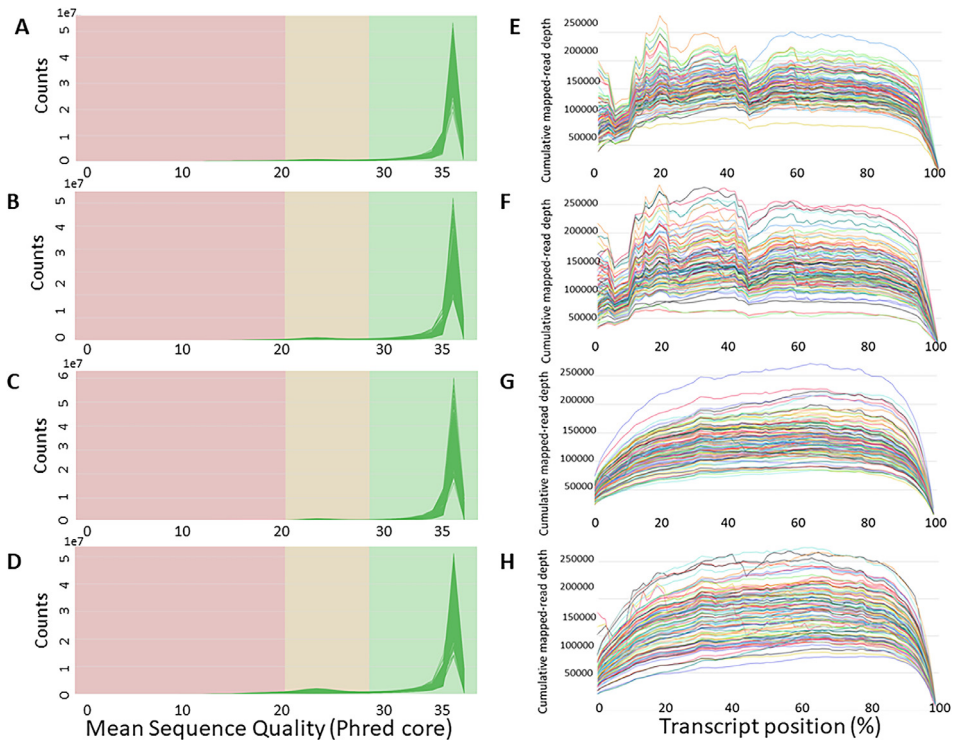 A
1e7
5
4
3
2
1
0
Counts
0 10 20 30 35
B
1e7
5
4
3
2
1
0
Counts
0 10 20 30 35
C
1e7
6
5
4
3
2
1
0
Counts
0 10 20 30 35
D
1e7
5
4
3
2
1
0
Counts
0 10 20 30 35
Mean Sequence Quality (Phred core)
E
Cumulative mapped-read depth
250000
200000
150000
100000
50000
0 20 40 60 80 100
F
Cumulative mapped-read depth
250000
200000
150000
100000
50000
0 20 40 60 80 100
G
Cumulative mapped-read depth
250000
200000
150000
100000
50000
0 20 40 60 80 100
H
Cumulative mapped-read depth
250000
200000
150000
100000
50000
0 20 40 60 80 100
Transcript position (%)